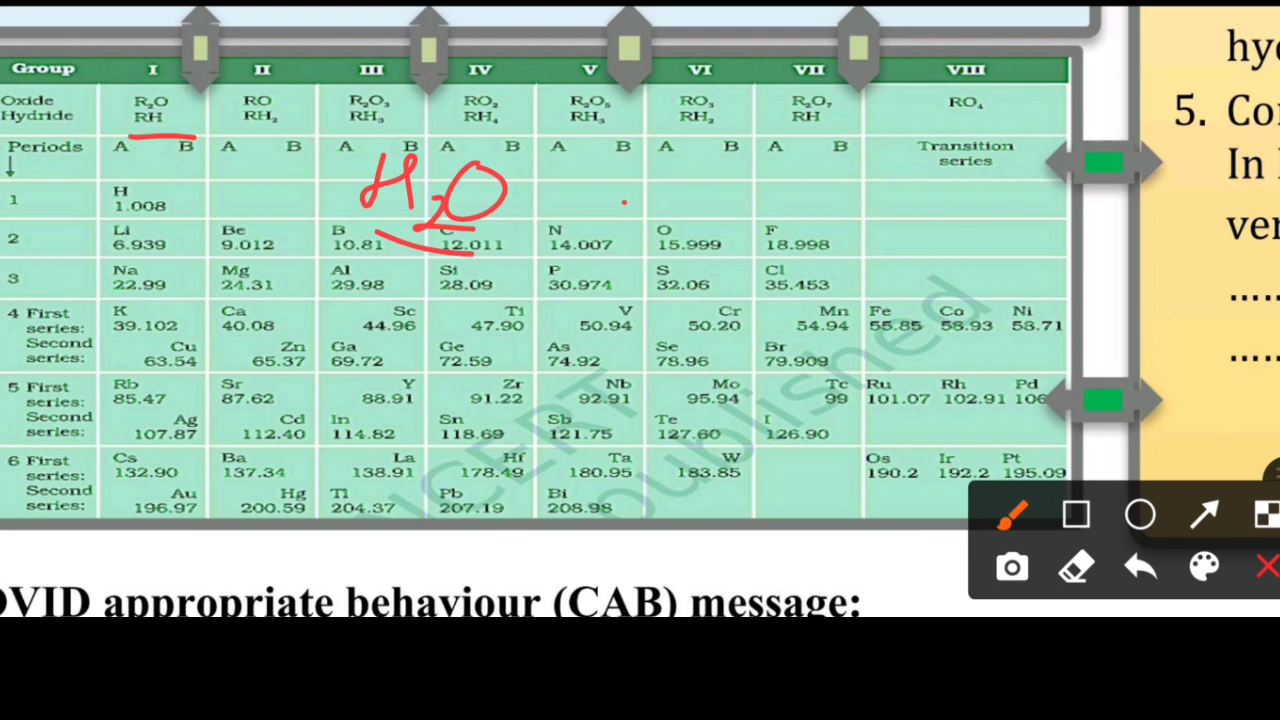 Group I II III IV V VI VII VIII
Oxide R₂O RO R₂O₃ RO₂ R₂O₅ RO₃ R₂O₇ RO₄
Hydride RH RH₂ RH₃ RH₄ RH₃ RH₂ RH
Periods A B A B A B A B A B A B A B Transition
↓ series
H₂O
1 H
1.008
2 Li Be B C N O F
6.939 9.012 10.81 12.011 14.007 15.999 18.998
3 Na Mg Al Si P S Cl
22.99 24.31 29.98 28.09 30.974 32.06 35.453
4 First K Ca Sc Ti V Cr Mn Fe Co Ni
series: 39.102 40.08 44.96 47.90 50.94 50.20 54.94 55.85 58.93 58.71
Second Cu Zn Ga Ge As Se Br
series: 63.54 65.37 69.72 72.59 74.92 78.96 79.909
5 First Rb Sr Y Zr Nb Mo Tc Ru Rh Pd
series: 85.47 87.62 88.91 91.22 92.91 95.94 99 101.07 102.91 106
Second Ag Cd In Sn Sb Te I
series: 107.87 112.40 114.82 118.69 121.75 127.60 126.90
6 First Cs Ba La Hf Ta W Os Ir Pt
series: 132.90 137.34 138.91 178.49 180.95 183.85 190.2 192.2 195.09
Second Au Hg Tl Pb Bi
series: 196.97 200.59 204.37 207.19 208.98
NCERT
published
hyd
5. Co
In
ver
.....
.....
OVID appropriate behaviour (CAB) message: